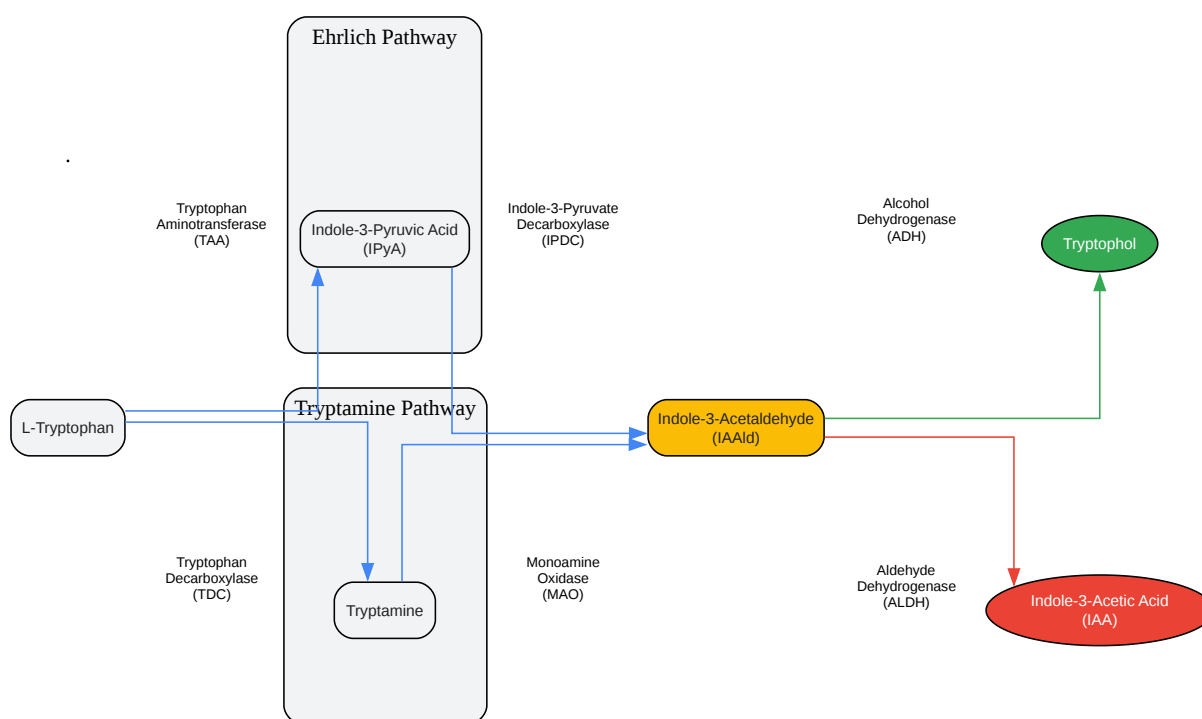 Ehrlich Pathway
Tryptophan
Aminotransferase
(TAA)
Indole-3-Pyruvic Acid
(IPyA)
Indole-3-Pyruvate
Decarboxylase
(IPDC)
Alcohol
Dehydrogenase
(ADH)
Tryptophol
L-Tryptophan
Tryptamine Pathway
Indole-3-Acetaldehyde
(IAAld)
Tryptophan
Decarboxylase
(TDC)
Tryptamine
Monoamine
Oxidase
(MAO)
Aldehyde
Dehydrogenase
(ALDH)
Indole-3-Acetic Acid
(IAA)